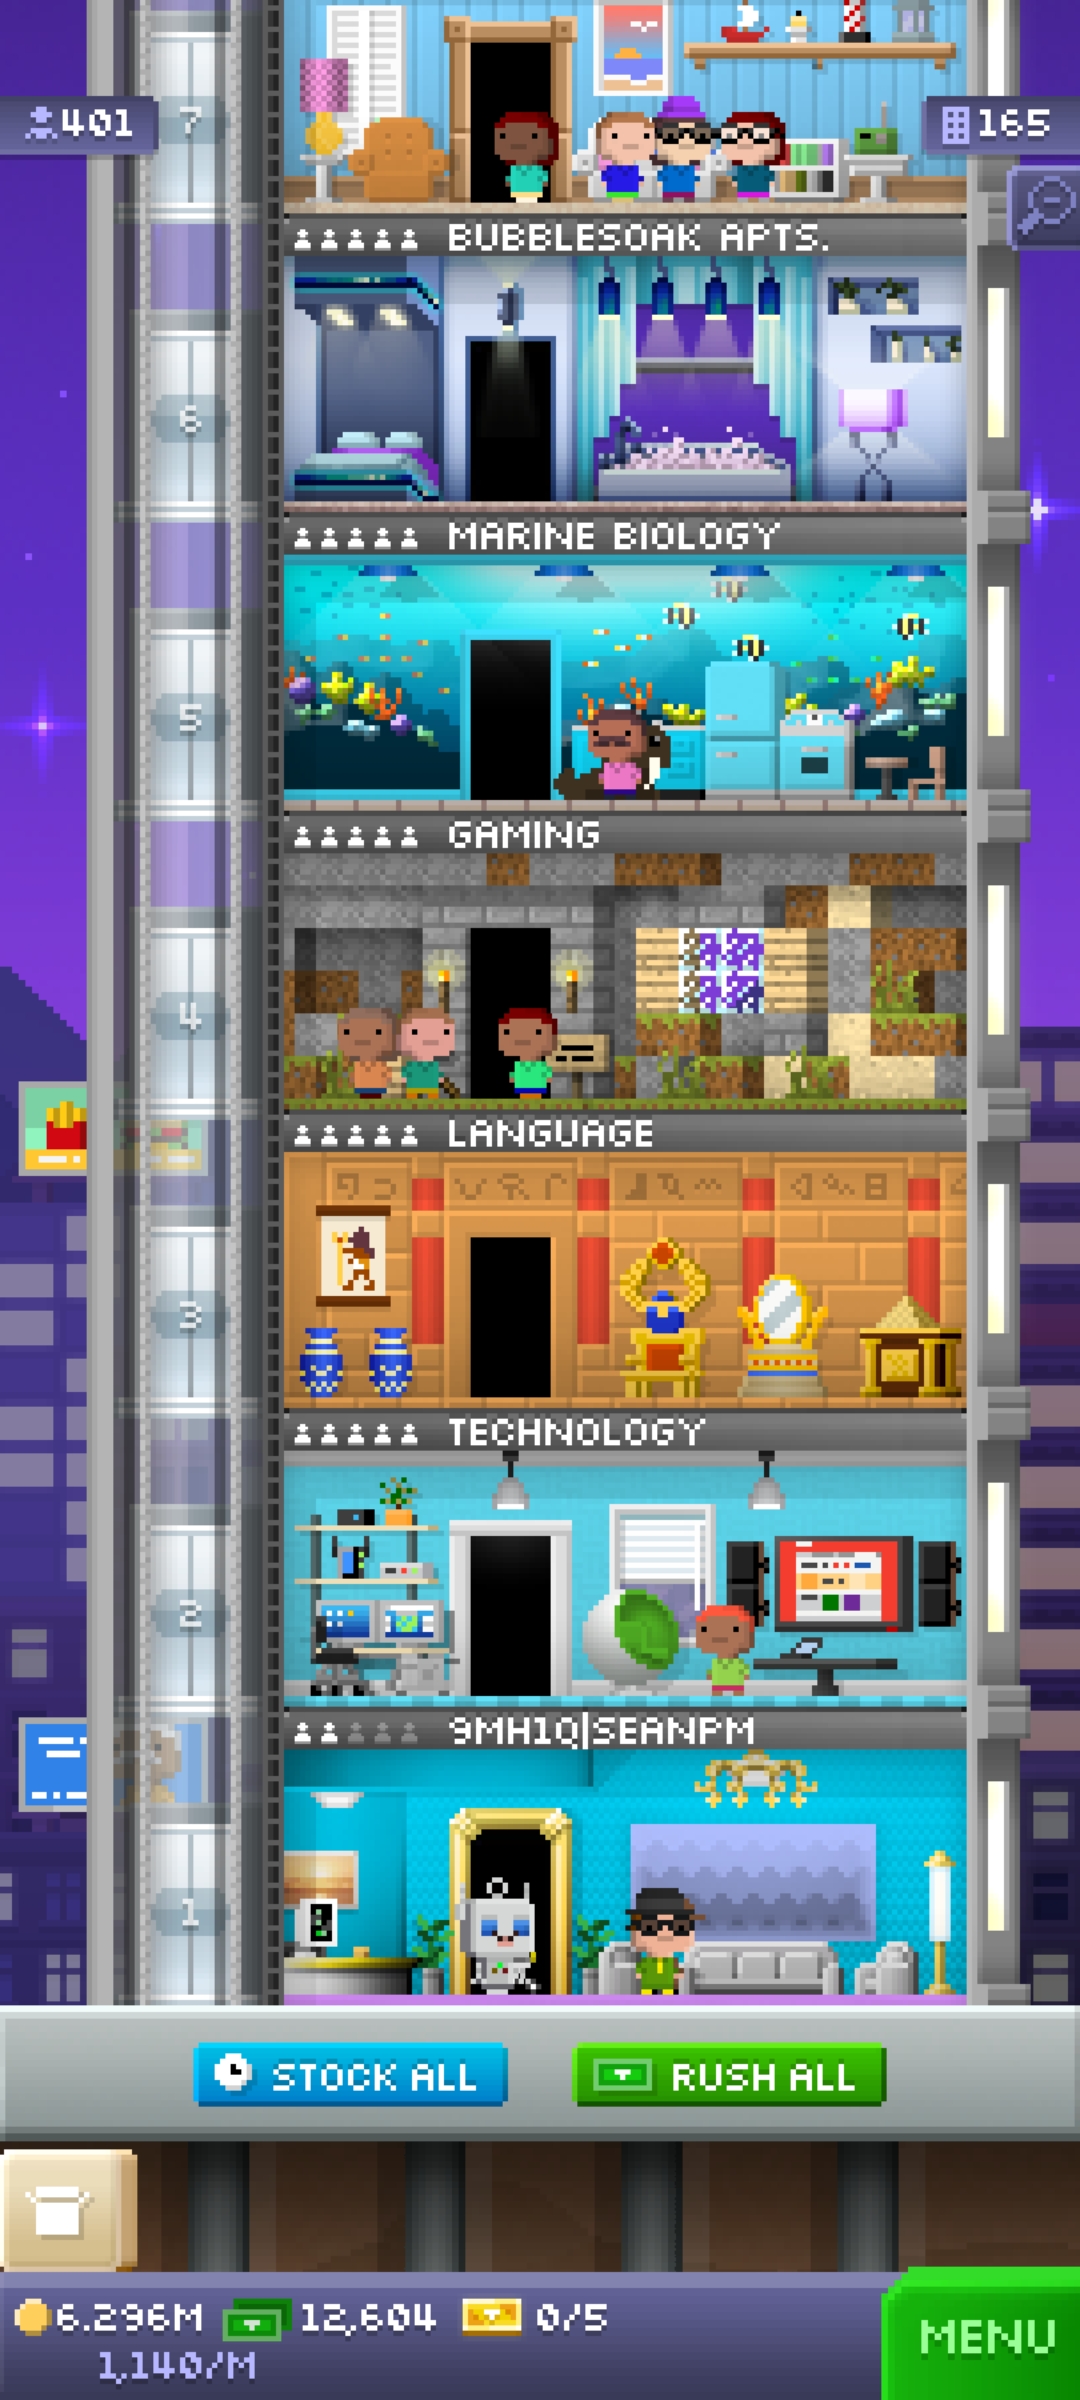 401
7
165
BUBBLESOAK APTS.
6
MARINE BIOLOGY
5
GAMING
4
LANGUAGE
3
TECHNOLOGY
2
9MH1Q|SEANPM
1
STOCK ALL
RUSH ALL
6.296M
12,604
0/5
1,140/M
MENU